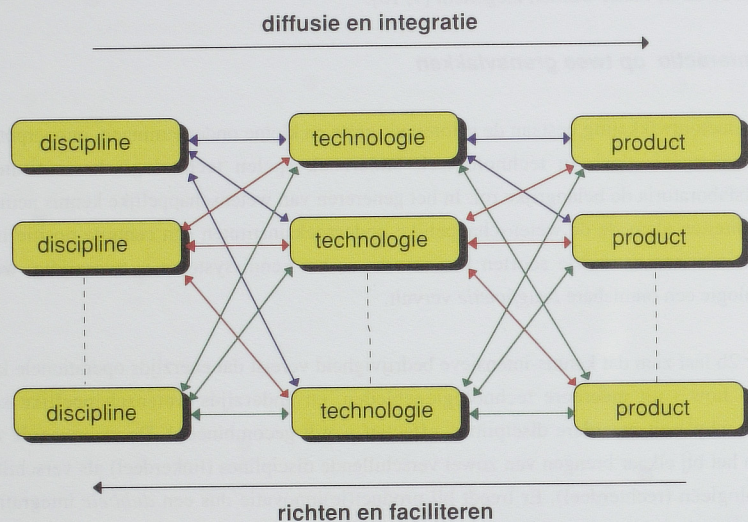 diffusie en integratie
discipline technologie product
discipline technologie product
discipline technologie product
richten en faciliteren